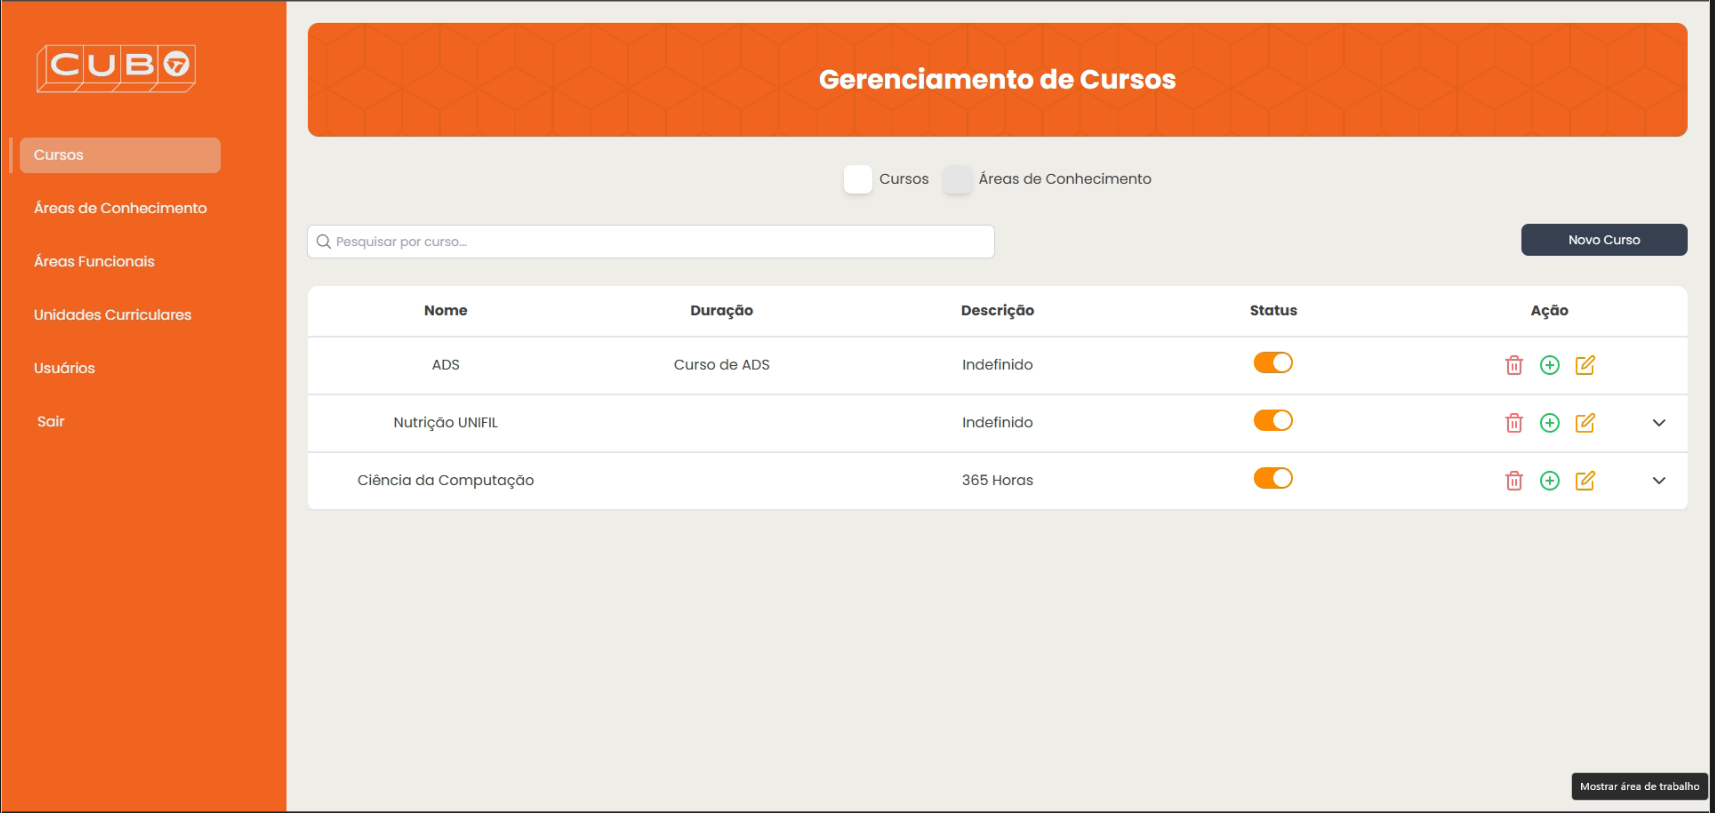 CUBO
Cursos
Áreas de Conhecimento
Áreas Funcionais
Unidades Curriculares
Usuários
Sair
Gerenciamento de Cursos
Cursos Áreas de Conhecimento
Pesquisar por curso...
Novo Curso
Nome Duração Descrição Status Ação
ADS Curso de ADS Indefinido
Nutrição UNIFIL Indefinido
Ciência da Computação 365 Horas
Mostrar área de trabalho